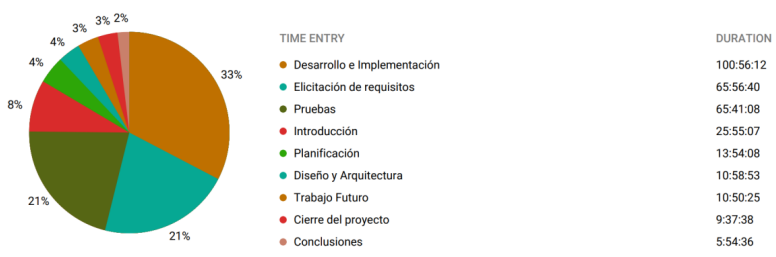 TIME ENTRY DURATION
Desarrollo e Implementación 100:56:12
Elicitación de requisitos 65:56:40
Pruebas 65:41:08
Introducción 25:55:07
Planificación 13:54:08
Diseño y Arquitectura 10:58:53
Trabajo Futuro 10:50:25
Cierre del proyecto 9:37:38
Conclusiones 5:54:36
33%
21%
21%
8%
4%
4%
3%
3%
2%